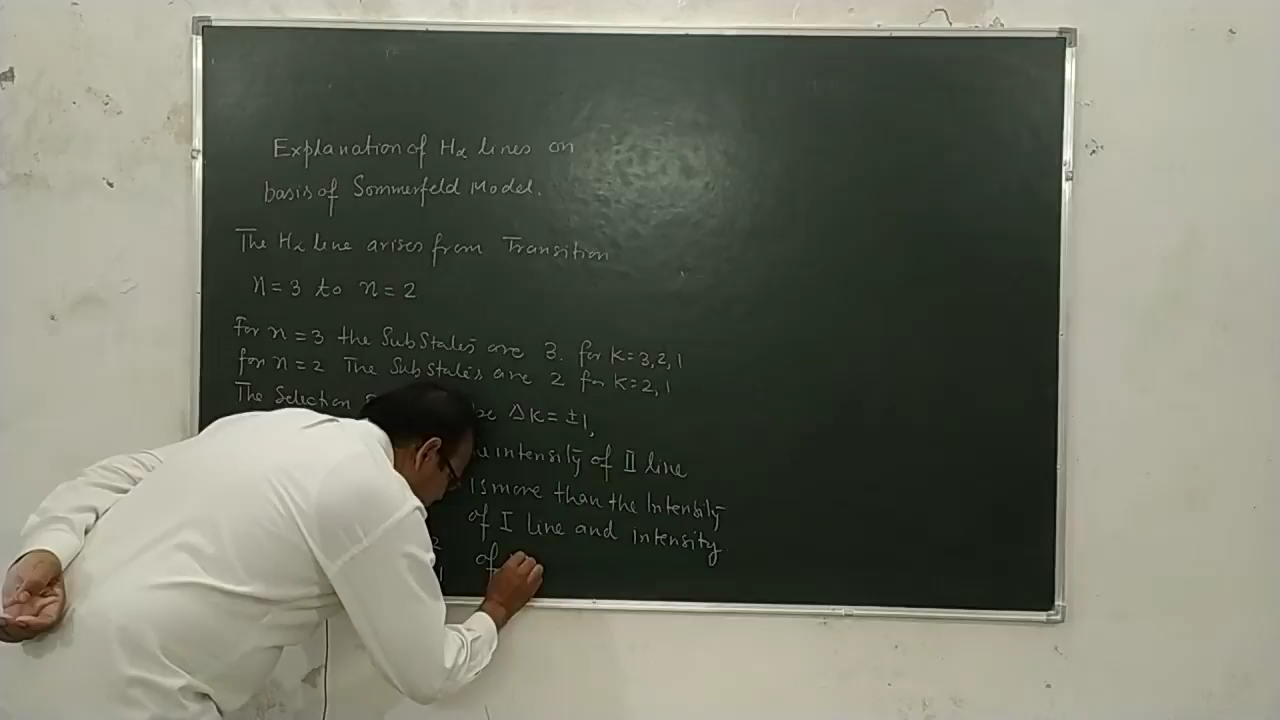 Explanation of Hα lines on
basis of Sommerfeld Model.
The Hα line arises from Transition
n = 3 to n = 2
For n = 3 the SubStates are 3. for K=3,2,1
for n = 2 The SubStates are 2 for K=2,1
The Selection ΔK = ±1,
intensity of II line
Is more than the Intensity
of I line and intensity
2
of
1